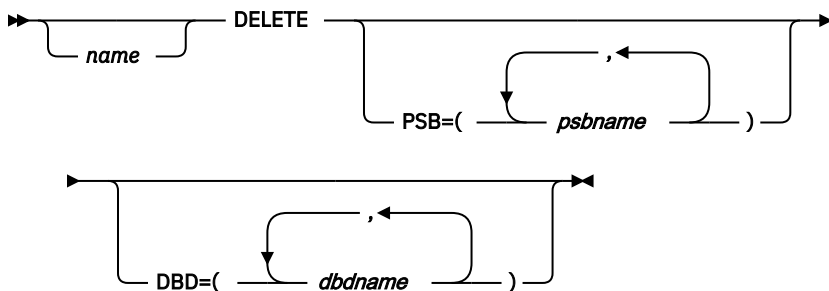 DELETE
name
,
PSB=( psbname )
,
DBD=( dbdname )